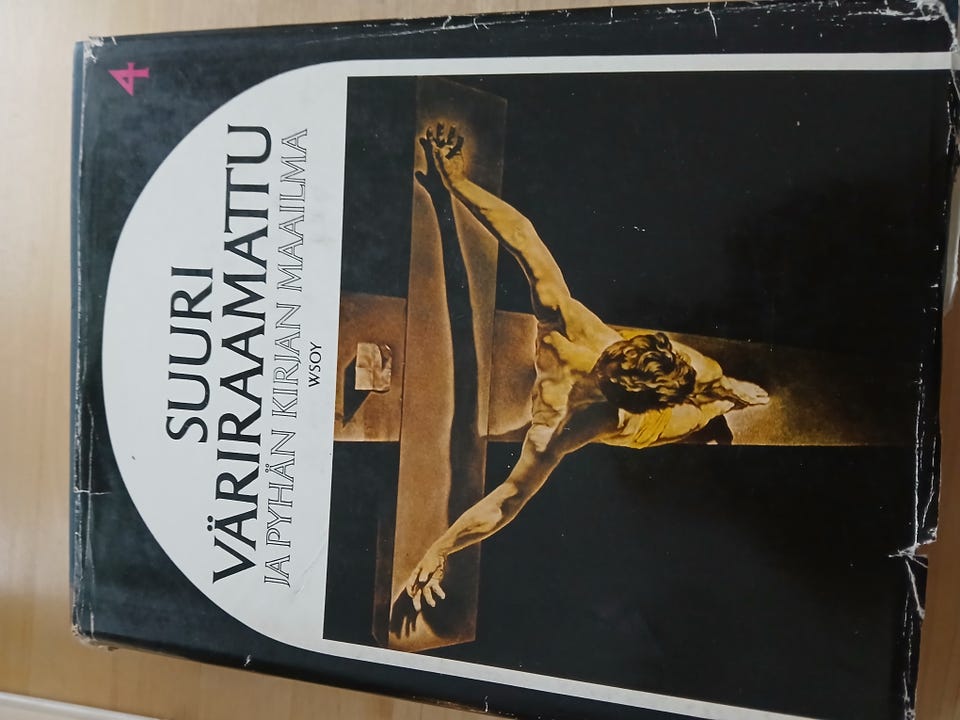 4
SUURI
VÄRIRAAMATTU
JA PYHÄN KIRJAN MAAILMA
WSOY